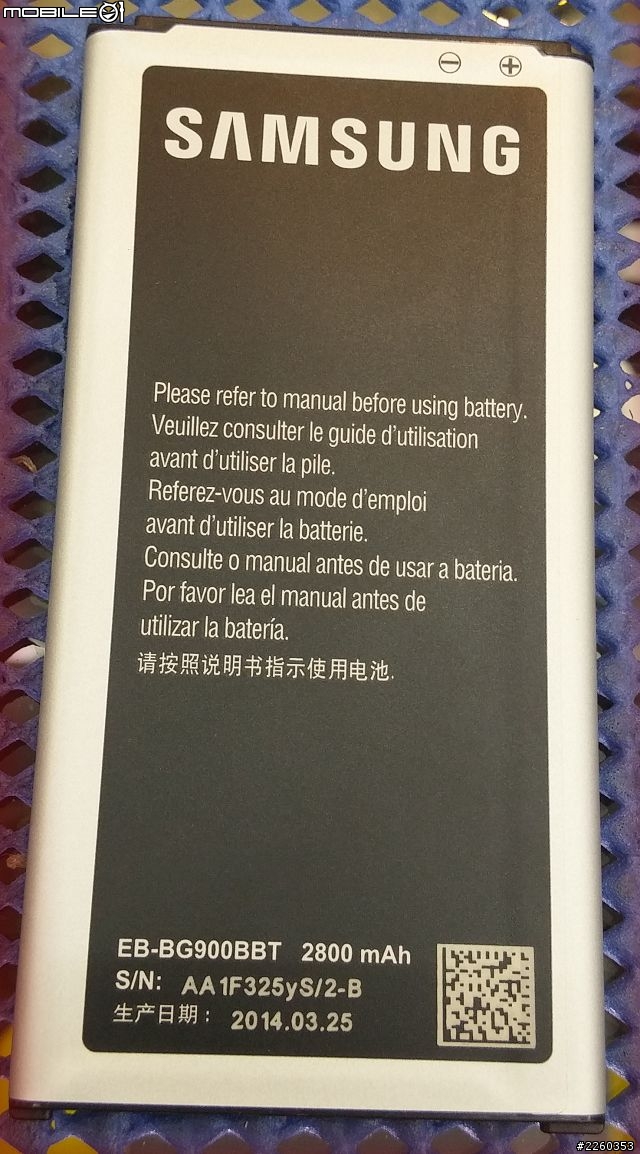 MOBILE01
⊖ ⊕
SAMSUNG
Please refer to manual before using battery.
Veuillez consulter le guide d'utilisation
avant d'utiliser la pile.
Referez-vous au mode d'emploi
avant d'utiliser la batterie.
Consulte o manual antes de usar a bateria.
Por favor lea el manual antes de
utilizar la batería.
请按照说明书指示使用电池.
EB-BG900BBT 2800 mAh
S/N: AA1F325yS/2-B
生产日期: 2014.03.25
#2260353